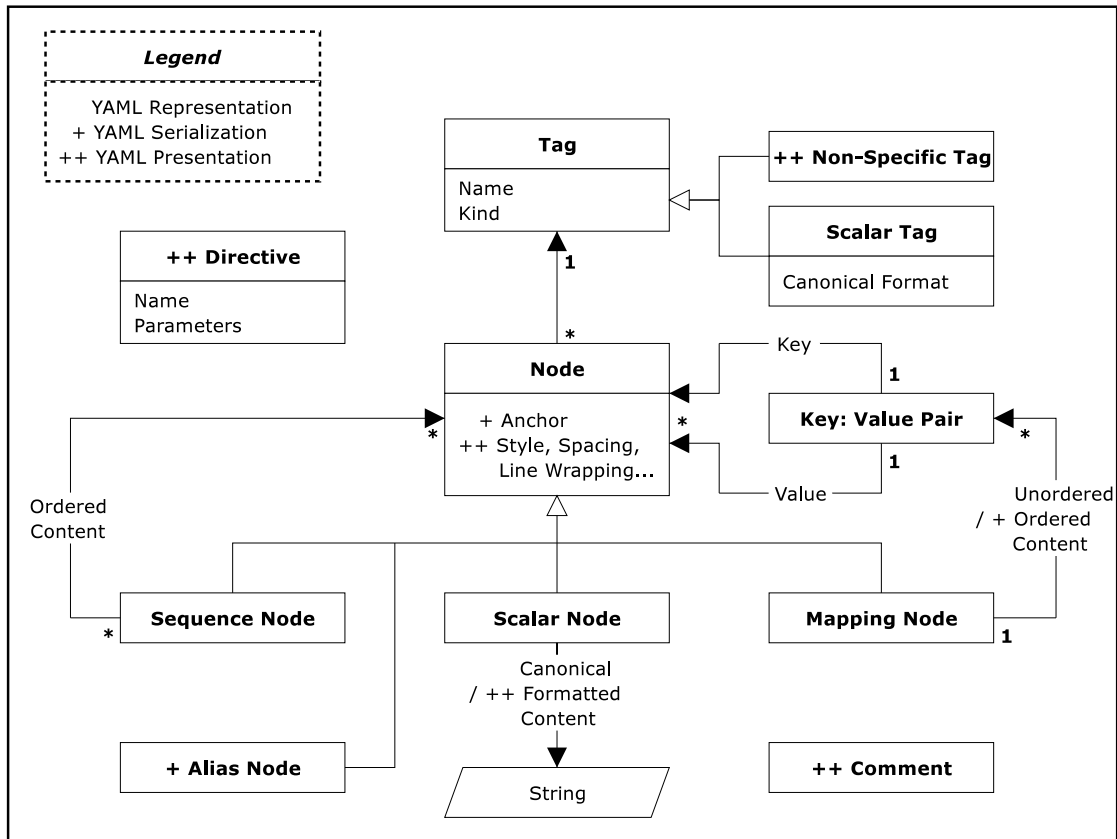 Legend
YAML Representation
+ YAML Serialization
++ YAML Presentation
Tag
Name
Kind
++ Non-Specific Tag
Scalar Tag
Canonical Format
++ Directive
Name
Parameters
1
*
Node
+ Anchor
++ Style, Spacing,
Line Wrapping...
Key
1
*
Key: Value Pair
1
Value
*
*
Ordered
Content
Unordered
/ + Ordered
Content
Sequence Node
*
Scalar Node
Mapping Node
1
Canonical
/ ++ Formatted
Content
+ Alias Node
String
++ Comment